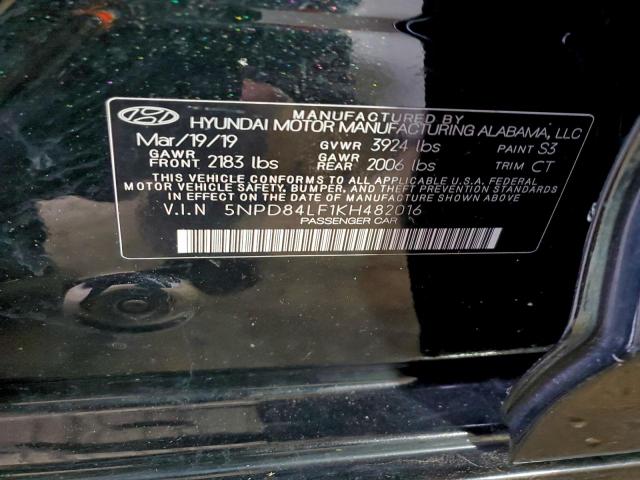 MANUFACTURED BY
HYUNDAI MOTOR MANUFACTURING ALABAMA, LLC
Mar/19/19 GVWR 3924 lbs PAINT S3
GAWR FRONT 2183 lbs GAWR REAR 2006 lbs TRIM CT
THIS VEHICLE CONFORMS TO ALL APPLICABLE U.S. FEDERAL
MOTOR VEHICLE SAFETY, BUMPER, AND THEFT PREVENTION STANDARDS
IN EFFECT ON THE DATE OF MANUFACTURE SHOWN ABOVE
V.I.N 5NPD84LF1KH482016
PASSENGER CAR